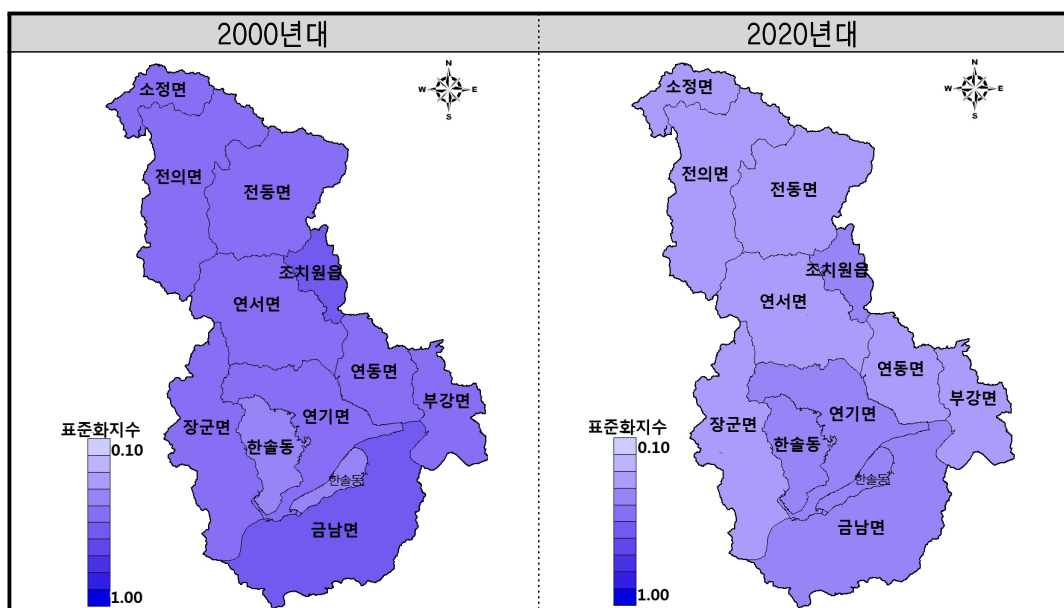 2000년대
2020년대
N
W E
S
소정면
전의면
전동면
조치원읍
연서면
연동면
부강면
연기면
장군면
한솔동
한솔동
금남면
표준화지수
0.10
1.00
N
W E
S
소정면
전의면
전동면
조치원읍
연서면
연동면
부강면
연기면
장군면
한솔동
한솔동
금남면
표준화지수
0.10
1.00